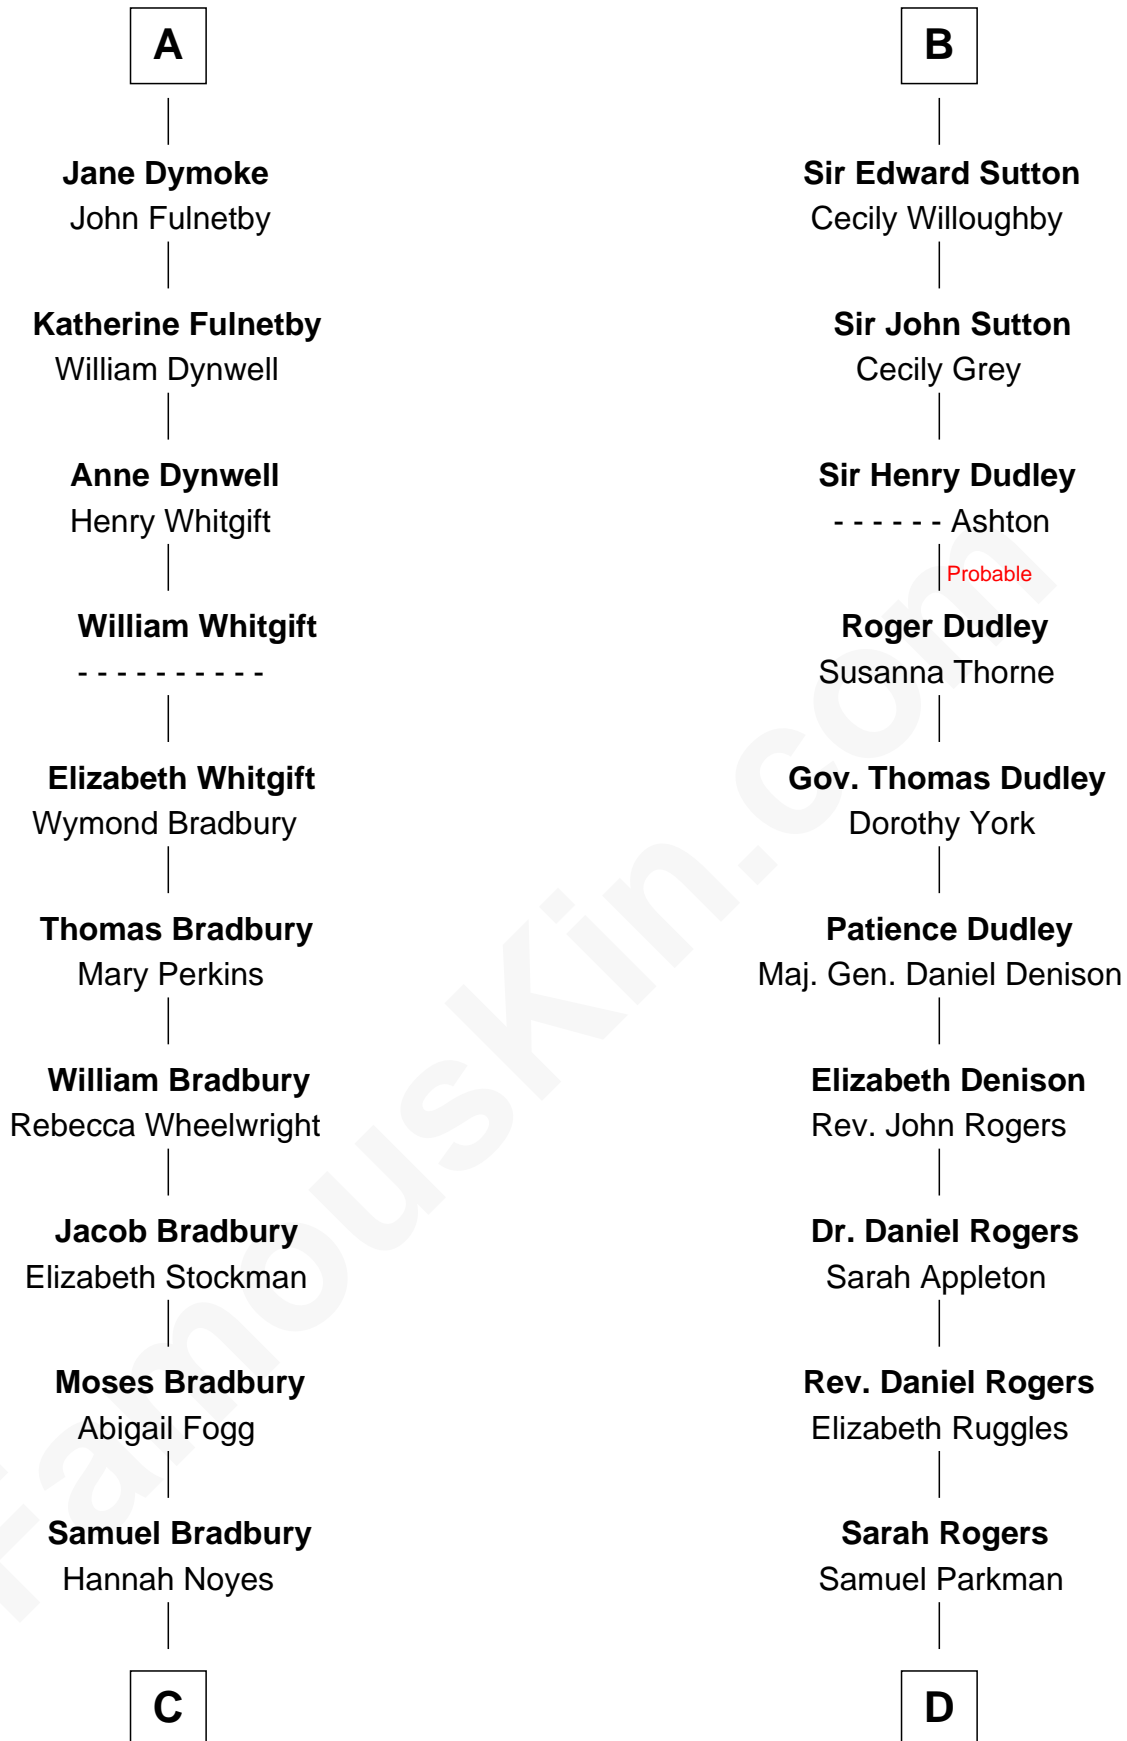 A
Jane Dymoke
John Fulnetby
Katherine Fulnetby
William Dynwell
Anne Dynwell
Henry Whitgift
William Whitgift
- - - - - - - - - -
Elizabeth Whitgift
Wymond Bradbury
Thomas Bradbury
Mary Perkins
William Bradbury
Rebecca Wheelwright
Jacob Bradbury
Elizabeth Stockman
Moses Bradbury
Abigail Fogg
Samuel Bradbury
Hannah Noyes
C
B
Sir Edward Sutton
Cecily Willoughby
Sir John Sutton
Cecily Grey
Sir Henry Dudley
- - - - - - Ashton
Probable
Roger Dudley
Susanna Thorne
Gov. Thomas Dudley
Dorothy York
Patience Dudley
Maj. Gen. Daniel Denison
Elizabeth Denison
Rev. John Rogers
Dr. Daniel Rogers
Sarah Appleton
Rev. Daniel Rogers
Elizabeth Ruggles
Sarah Rogers
Samuel Parkman
D
FamousKin.com